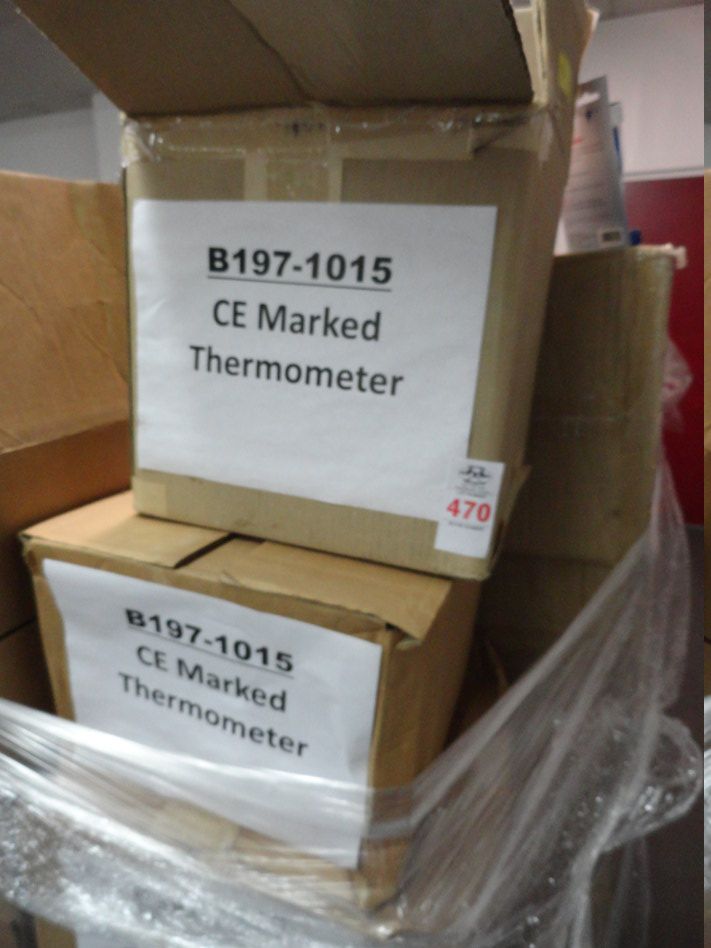 B197-1015
CE Marked
Thermometer
470
B197-1015
CE Marked
Thermometer